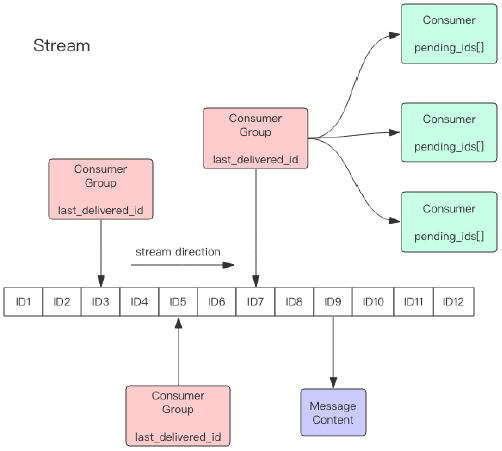 Stream
Consumer
pending_ids[]
Consumer
Group
last_delivered_id
Consumer
pending_ids[]
Consumer
Group
last_delivered_id
Consumer
pending_ids[]
stream direction
ID1 ID2 ID3 ID4 ID5 ID6 ID7 ID8 ID9 ID10 ID11 ID12
Consumer
Group
last_delivered_id
Message
Content